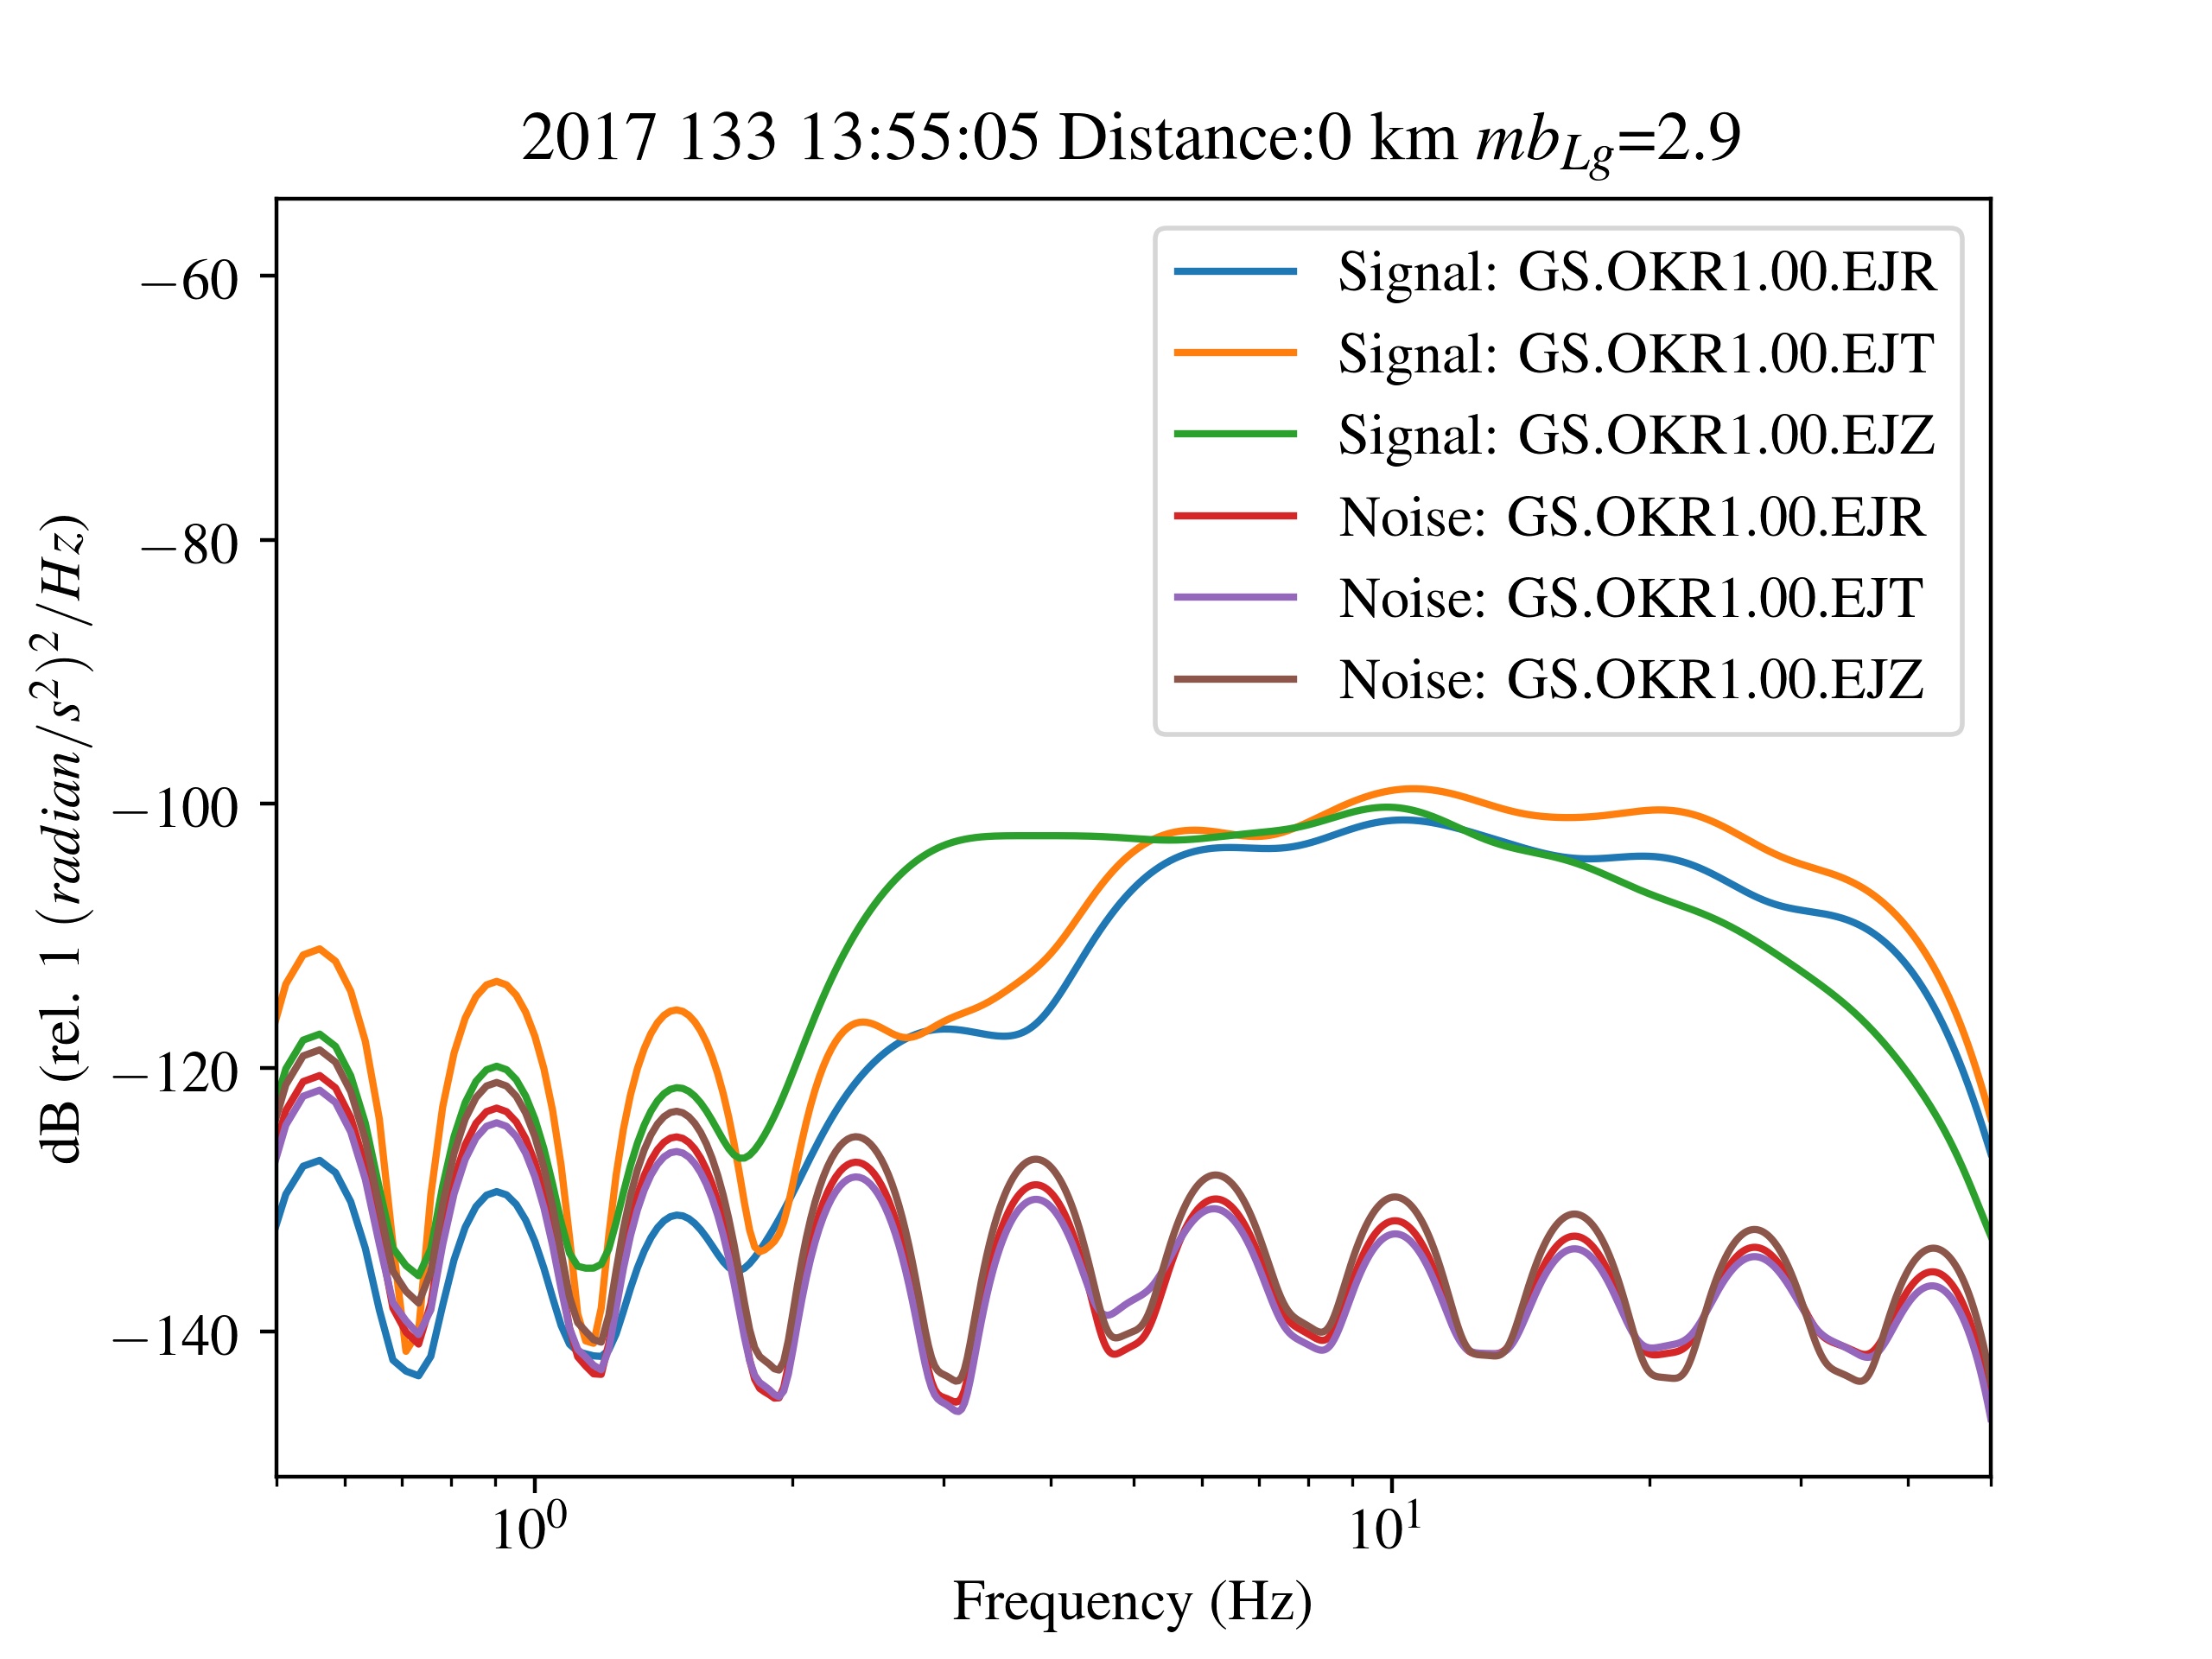 2017 133 13:55:05 Distance:0 km mb_{Lg}=2.9
Signal: GS.OKR1.00.EJR
Signal: GS.OKR1.00.EJT
Signal: GS.OKR1.00.EJZ
Noise: GS.OKR1.00.EJR
Noise: GS.OKR1.00.EJT
Noise: GS.OKR1.00.EJZ
dB (rel. 1 (radian/s²)²/Hz)
−60
−80
−100
−120
−140
10⁰
10¹
Frequency (Hz)